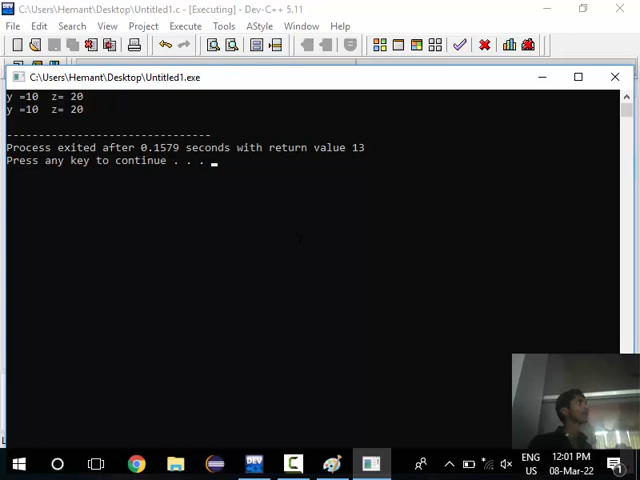 C:\Users\Hemant\Desktop\Untitled1.c - [Executing] - Dev-C++ 5.11
File Edit Search View Project Execute Tools AStyle Window Help
C:\Users\Hemant\Desktop\Untitled1.exe
y =10 z= 20
y =10 z= 20
--------------------------------
Process exited after 0.1579 seconds with return value 13
Press any key to continue . . .
DEV
C
ENG
US
12:01 PM
08-Mar-22
1